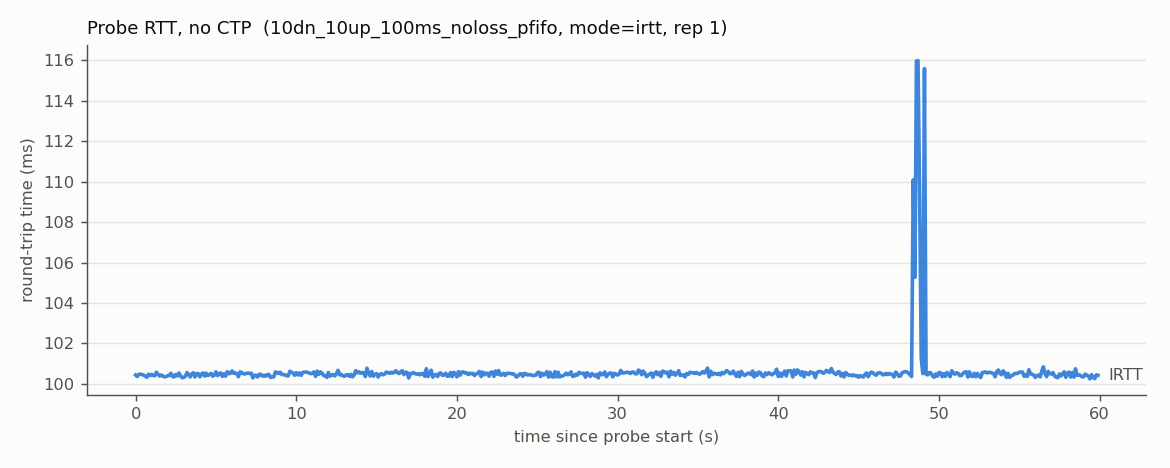 Probe RTT, no CTP  (10dn_10up_100ms_noloss_pfifo, mode=irtt, rep 1)
round-trip time (ms)
116
114
112
110
108
106
104
102
100
IRTT
0 10 20 30 40 50 60
time since probe start (s)